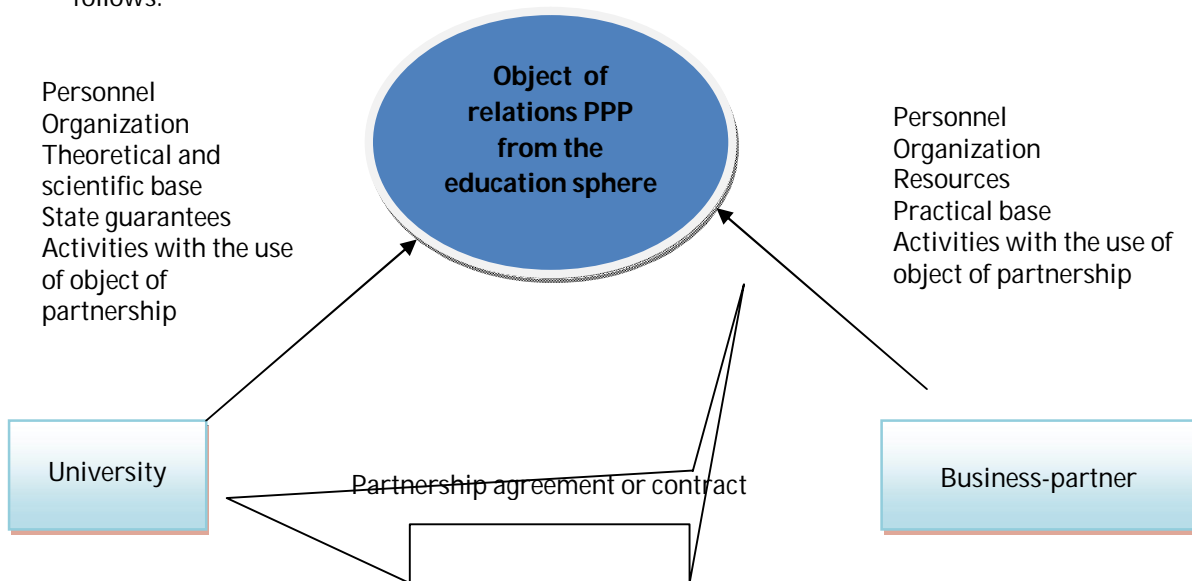 follows:
Object of
relations PPP
from the
education sphere
Personnel
Organization
Theoretical and
scientific base
State guarantees
Activities with the use
of object of
partnership
Personnel
Organization
Resources
Practical base
Activities with the use of
object of partnership
University
Partnership agreement or contract
Business-partner